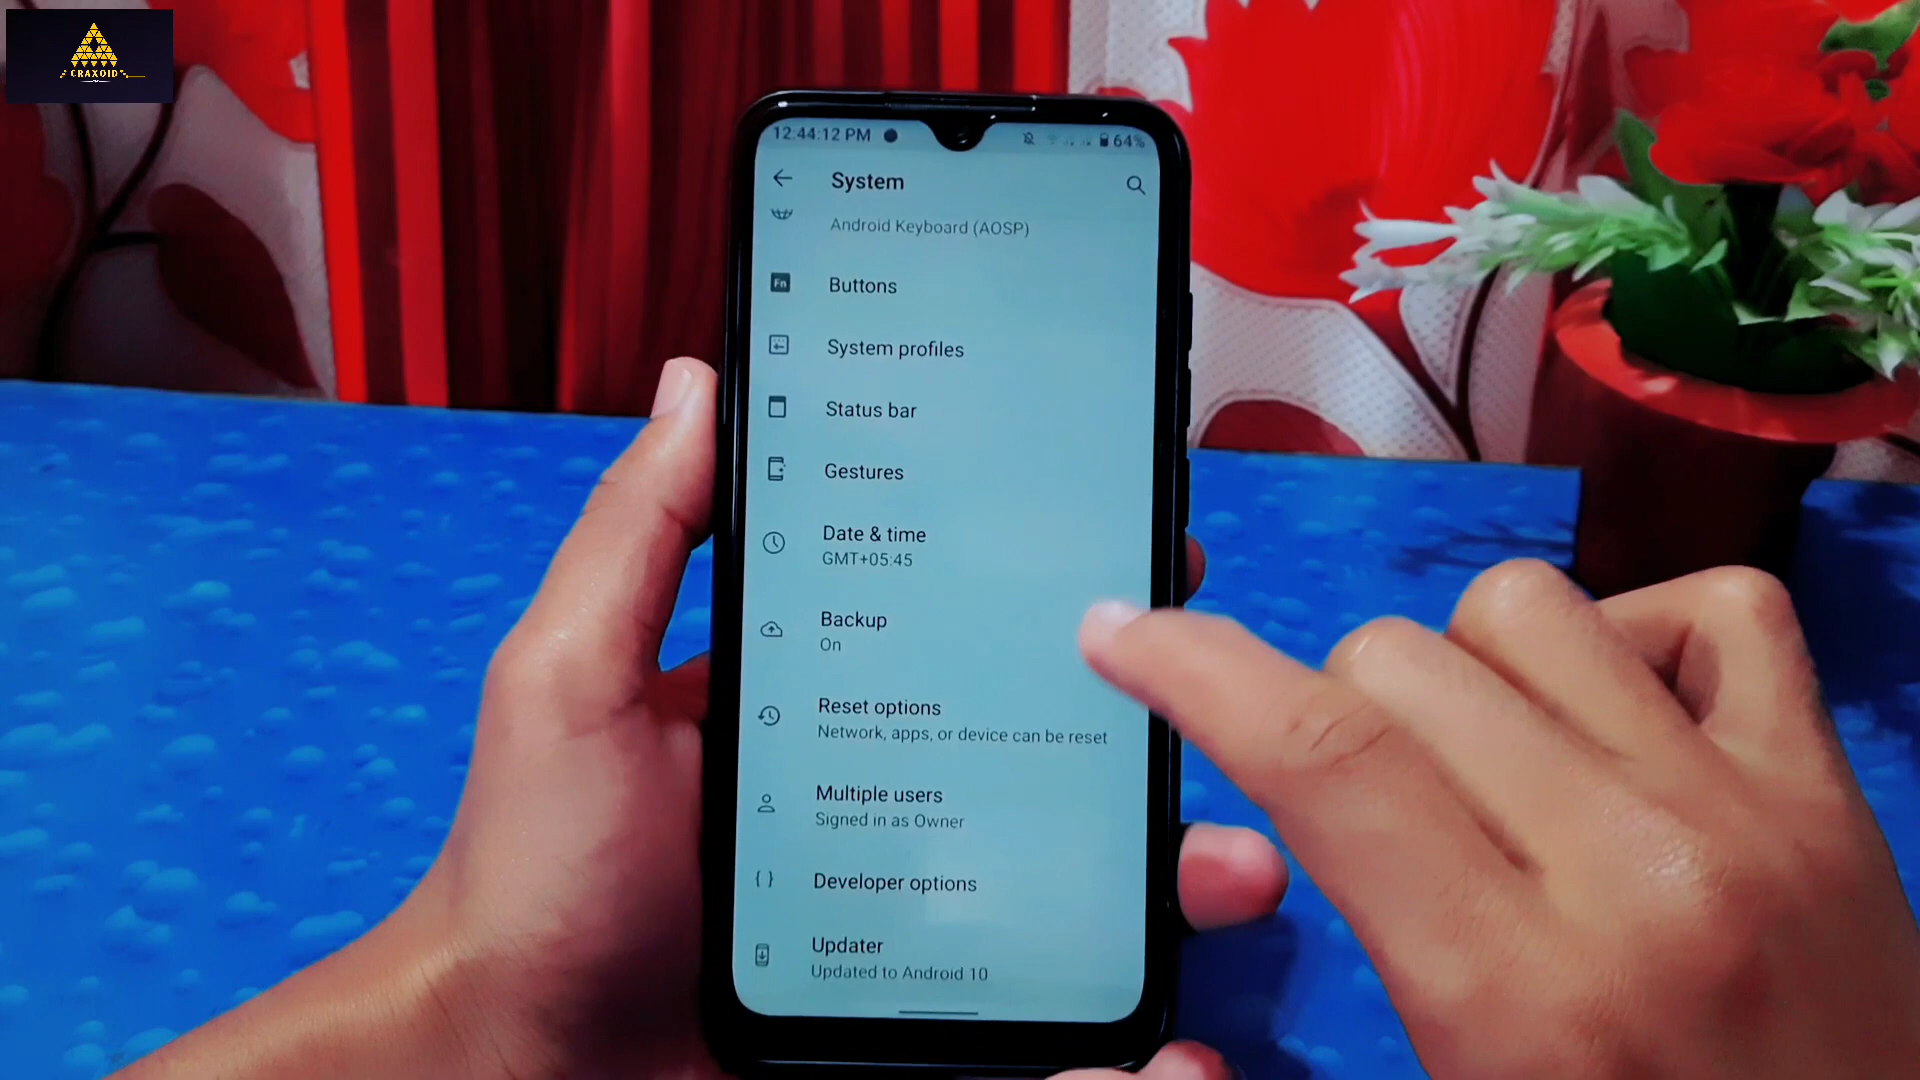 CRAXOID
12:44:12 PM
64%
System
Android Keyboard (AOSP)
Fn
Buttons
System profiles
Status bar
Gestures
Date & time
GMT+05:45
Backup
On
Reset options
Network, apps, or device can be reset
Multiple users
Signed in as Owner
{ }
Developer options
Updater
Updated to Android 10